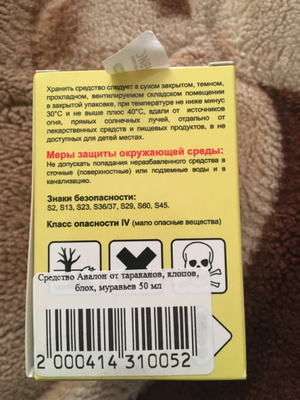 Хранить средство следует в сухом закрытом, темном,
прохладном, вентилируемом складском помещении
в закрытой упаковке, при температуре не ниже минус
30°С и не выше плюс 40°С, вдали от источников
огня, прямых солнечных лучей, отдельно от
лекарственных средств и пищевых продуктов, в не
доступных для детей местах.
Меры защиты окружающей среды:
Не допускать попадания неразбавленного средства в
сточные (поверхностные) или подземные воды и в
канализацию.
Знаки безопасности:
S2, S13, S23, S36/37, S29, S60, S45.
Класс опасности IV (мало опасные вещества)
Средство Авалон от тараканов, клопов,
блох, муравьев 50 мл
2 000414 310052